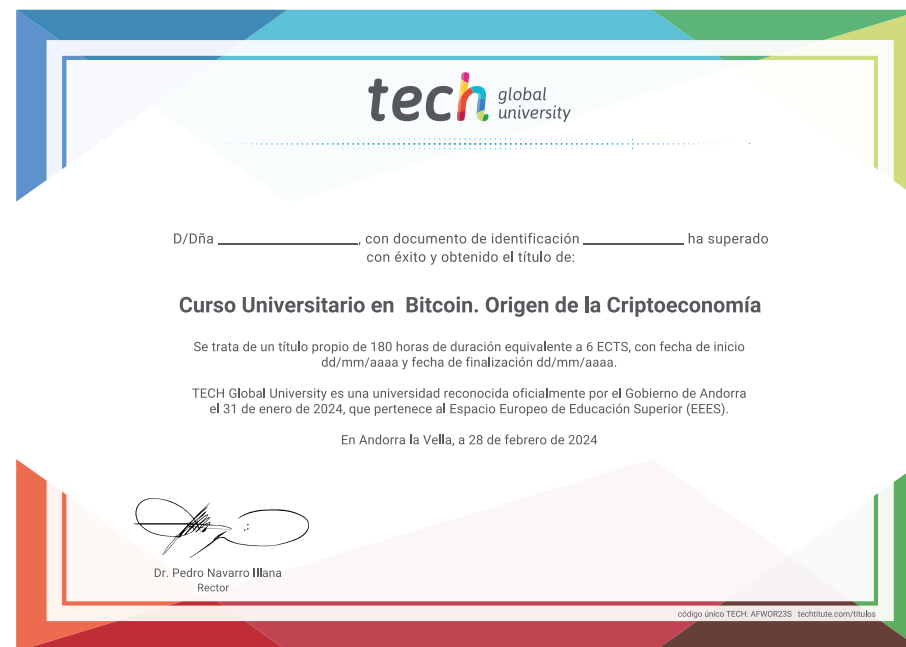 tech global university
D/Dña ______________, con documento de identificación ______________ ha superado
con éxito y obtenido el título de:
Curso Universitario en Bitcoin. Origen de la Criptoeconomía
Se trata de un título propio de 180 horas de duración equivalente a 6 ECTS, con fecha de inicio
dd/mm/aaaa y fecha de finalización dd/mm/aaaa.
TECH Global University es una universidad reconocida oficialmente por el Gobierno de Andorra
el 31 de enero de 2024, que pertenece al Espacio Europeo de Educación Superior (EEES).
En Andorra la Vella, a 28 de febrero de 2024
Dr. Pedro Navarro Illana
Rector
código único TECH: AFWOR23S techtitute.com/titulos